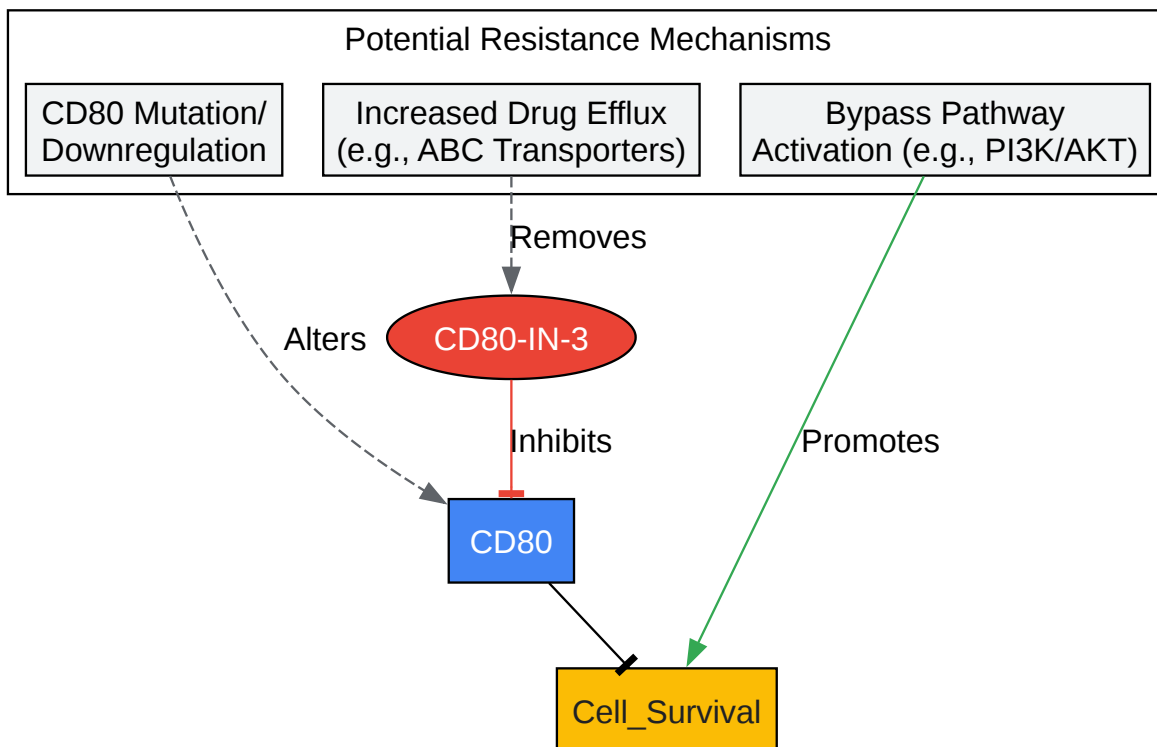 Potential Resistance Mechanisms
CD80 Mutation/
Downregulation
Increased Drug Efflux
(e.g., ABC Transporters)
Bypass Pathway
Activation (e.g., PI3K/AKT)
Removes
Alters
CD80-IN-3
Inhibits
Promotes
CD80
Cell_Survival